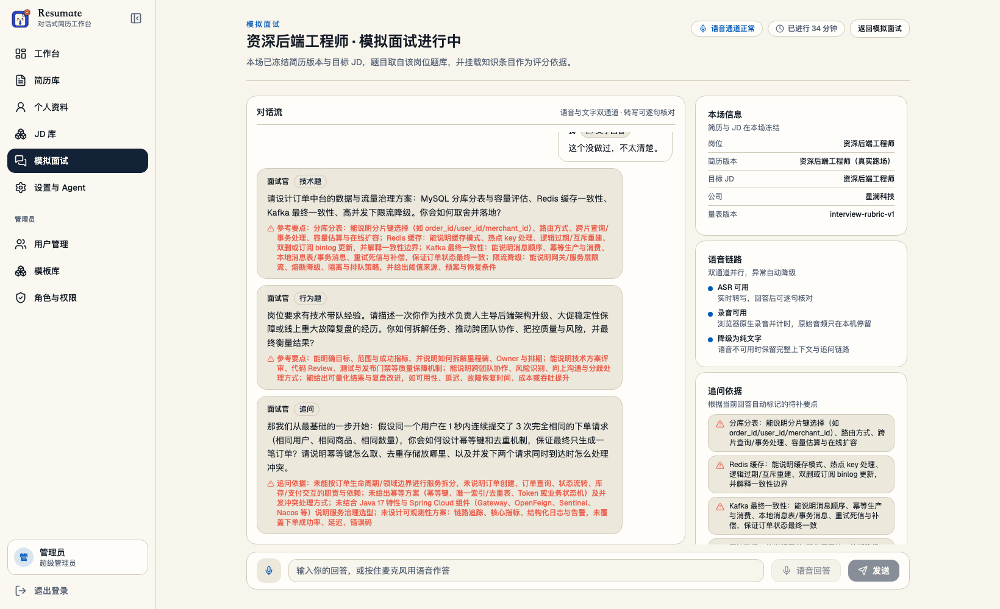 Resumate
对话式简历工作台
工作台
简历库
个人资料
JD 库
模拟面试
设置与 Agent
管理员
用户管理
模板库
角色与权限
管
管理员
超级管理员
退出登录
模拟面试
资深后端工程师 · 模拟面试进行中
本场已冻结简历版本与目标 JD，题目取自该岗位题库，并挂载知识条目作为评分依据。
语音通道正常
已进行 34 分钟
返回模拟面试
对话流
语音与文字双通道 · 转写可逐句核对
这个没做过，不太清楚。
面试官 技术题
请设计订单中台的数据与流量治理方案：MySQL 分库分表与容量评估、Redis 缓存一致性、
Kafka 最终一致性、高并发下限流降级。你会如何取舍并落地？
参考要点：分库分表：能说明分片键选择（如 order_id/user_id/merchant_id）、路由方式、跨片查询/
事务处理、容量估算与在线扩容；Redis 缓存：能说明缓存模式、热点 key 处理、逻辑过期/互斥重建、
双删或订阅 binlog 更新，并解释一致性边界；Kafka 最终一致性：能说明消息顺序、幂等生产与消费、
本地消息表/事务消息、重试死信与补偿，保证订单状态最终一致；限流降级：能说明网关/服务层限
流、熔断降级、隔离与排队策略，并给出阈值来源、预案与恢复条件
面试官 行为题
岗位要求有技术带队经验。请描述一次你作为技术负责人主导后端架构升级、大促稳定性保
障或线上重大故障复盘的经历。你如何拆解任务、推动跨团队协作、把控质量与风险，并最
终衡量结果？
参考要点：能明确目标、范围与成功指标，并说明如何拆解里程碑、Owner 与排期；能说明技术方案评
审、代码 Review、测试与发布门禁等质量保障机制；能说明跨团队协作、风险识别、向上沟通与分歧处
理方式；能给出可量化结果与复盘改进，如可用性、延迟、故障恢复时间、成本或吞吐提升
面试官 追问
那我们从最基础的一步开始：假设同一个用户在 1 秒内连续提交了 3 次完全相同的下单请求
（相同用户、相同商品、相同数量），你会如何设计幂等键和去重机制，保证最终只生成一
笔订单？请说明幂等键怎么取、去重存储放哪里、以及并发下两个请求同时到达时怎么处理
冲突。
追问依据：未能按订单生命周期/领域边界进行服务拆分，未说明订单创建、订单查询、状态流转、库
存/支付交互的职责与依赖；未给出幂等方案（幂等键、唯一索引/去重表、Token 或业务状态机）及并
发冲突处理方式；未结合 Java 17 特性与 Spring Cloud 组件（Gateway、OpenFeign、Sentinel、
Nacos 等）说明服务治理选型；未设计可观测性方案：链路追踪、核心指标、结构化日志与告警，未覆
盖下单成功率、延迟、错误码
本场信息
简历与 JD 在本场冻结
岗位 资深后端工程师
简历版本 资深后端工程师（真实跑场）
目标 JD 资深后端工程师
公司 星澜科技
量表版本 interview-rubric-v1
语音链路
双通道并行，异常自动降级
ASR 可用
实时转写，回答后可逐句核对
录音可用
浏览器原生录音并计时，原始音频只在本机停留
降级为纯文字
语音不可用时保留完整上下文与追问链路
追问依据
根据当前回答自动标记的待补要点
分库分表：能说明分片键选择（如
order_id/user_id/merchant_id）、路由方式、跨
片查询/事务处理、容量估算与在线扩容
Redis 缓存：能说明缓存模式、热点 key 处理、
逻辑过期/互斥重建、双删或订阅 binlog 更新，
并解释一致性边界
Kafka 最终一致性：能说明消息顺序、幂等生产
与消费、本地消息表/事务消息、重试死信与补
偿，保证订单状态最终一致
输入你的回答，或按住麦克风用语音作答
语音回答
发送